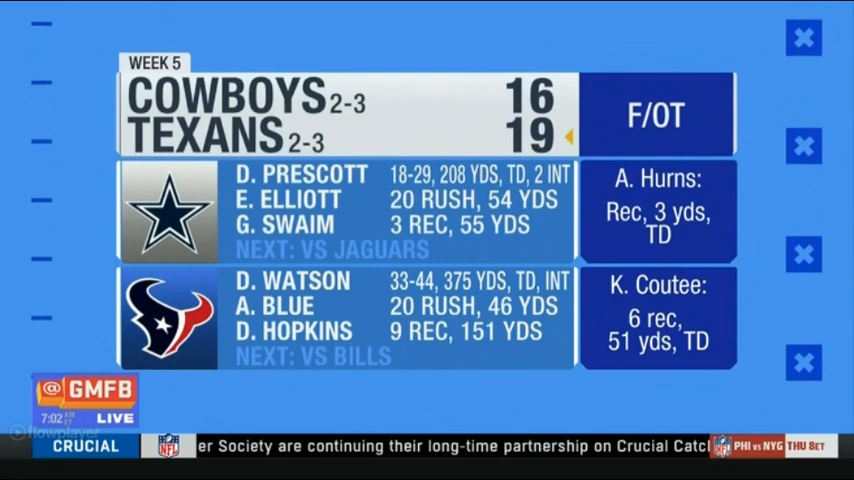 WEEK 5
COWBOYS 2-3 16
TEXANS 2-3 19
F/OT
D. PRESCOTT 18-29, 208 YDS, TD, 2 INT
E. ELLIOTT 20 RUSH, 54 YDS
G. SWAIM 3 REC, 55 YDS
NEXT: VS JAGUARS
A. Hurns:
Rec, 3 yds,
TD
D. WATSON 33-44, 375 YDS, TD, INT
A. BLUE 20 RUSH, 46 YDS
D. HOPKINS 9 REC, 151 YDS
NEXT: VS BILLS
K. Coutee:
6 rec,
51 yds, TD
@GMFB
7:02 AM ET LIVE
flowplayer
CRUCIAL NFL er Society are continuing their long-time partnership on Crucial Catc NFL PHI vs NYG THU 8ET